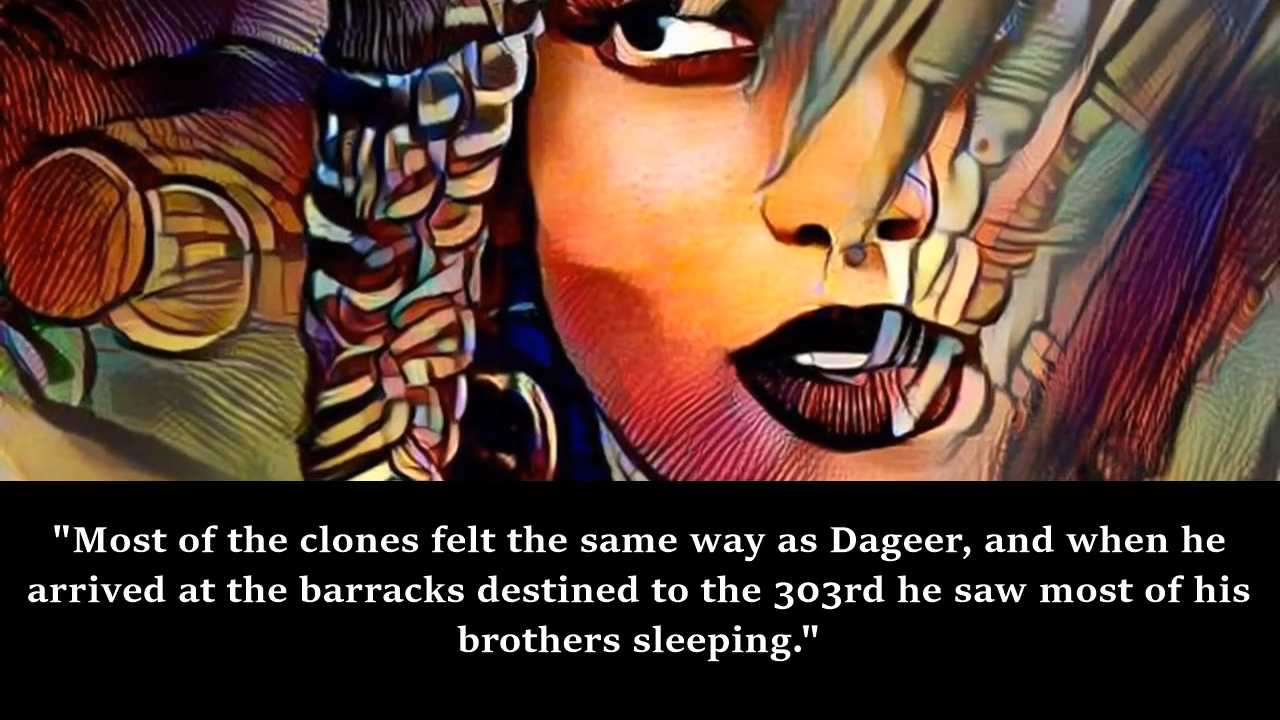 "Most of the clones felt the same way as Dageer, and when he
arrived at the barracks destined to the 303rd he saw most of his
brothers sleeping."